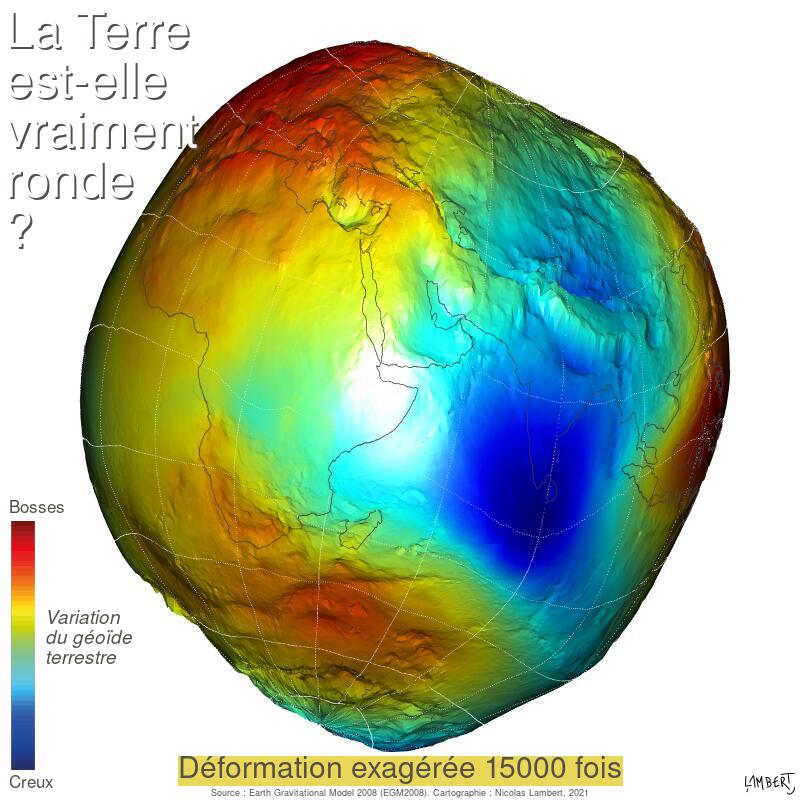 La Terre
est-elle
vraiment
ronde
?
Bosses
Variation
du géoïde
terrestre
Creux
Déformation exagérée 15000 fois
Source : Earth Gravitational Model 2008 (EGM2008). Cartographie : Nicolas Lambert, 2021
LAMBERT